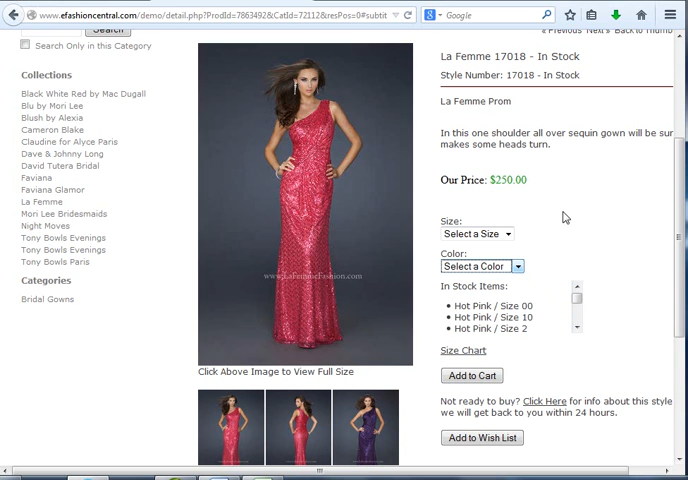 www.efashioncentral.com/demo/detail.php?ProdId=7863492&CatId=72112&resPos=0#subtit
Google
Search
« Previous Next » Back to Thumb
Search Only in this Category
Collections
Black White Red by Mac Dugall
Blu by Mori Lee
Blush by Alexia
Cameron Blake
Claudine for Alyce Paris
Dave & Johnny Long
David Tutera Bridal
Faviana
Faviana Glamor
La Femme
Mori Lee Bridesmaids
Night Moves
Tony Bowls Evenings
Tony Bowls Evenings
Tony Bowls Paris
Categories
Bridal Gowns
www.LaFemmeFashion.com
Click Above Image to View Full Size
La Femme 17018 - In Stock
Style Number: 17018 - In Stock
La Femme Prom
In this one shoulder all over sequin gown will be sur
makes some heads turn.
Our Price: $250.00
Size:
Select a Size
Color:
Select a Color
In Stock Items:
• Hot Pink / Size 00
• Hot Pink / Size 10
• Hot Pink / Size 2
Size Chart
Add to Cart
Not ready to buy? Click Here for info about this style
we will get back to you within 24 hours.
Add to Wish List